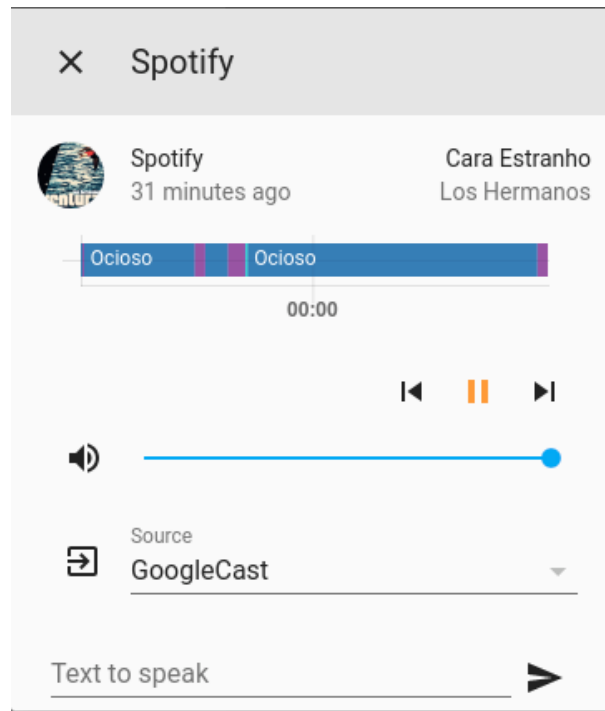 Spotify
Spotify Cara Estranho
31 minutes ago Los Hermanos
Ocioso Ocioso
00:00
Source
GoogleCast
Text to speak